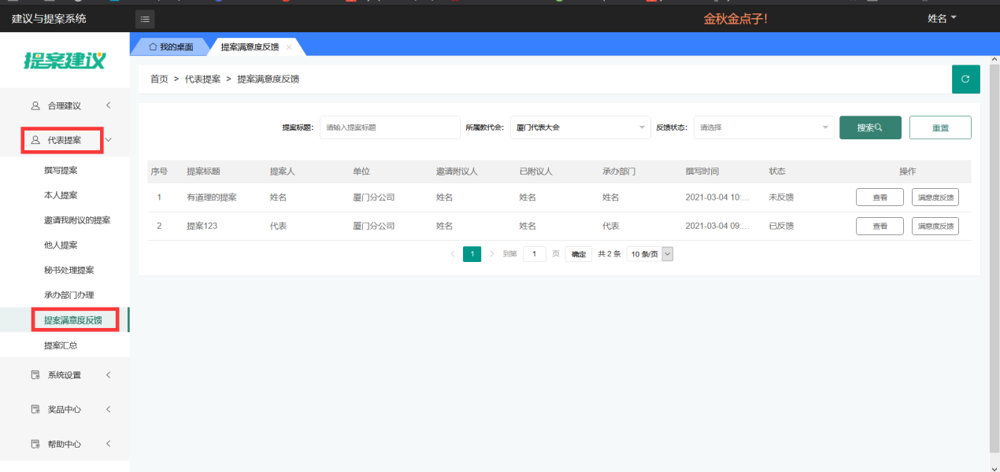 建议与提案系统
金秋金点子!
姓名
提案建议
我的桌面
提案满意度反馈
首页 > 代表提案 > 提案满意度反馈
合理建议
代表提案
撰写提案
本人提案
邀请我附议的提案
他人提案
秘书处理提案
承办部门办理
提案满意度反馈
提案汇总
系统设置
奖品中心
帮助中心
提案标题: 请输入提案标题 所属教代会: 厦门代表大会 反馈状态: 请选择 搜索 重置
序号 提案标题 提案人 单位 邀请附议人 已附议人 承办部门 撰写时间 状态 操作
1 有道理的提案 姓名 厦门分公司 姓名 姓名 姓名 2021-03-04 10:... 未反馈 查看 满意度反馈
2 提案123 代表 厦门分公司 姓名 姓名 代表 2021-03-04 09:... 已反馈 查看 满意度反馈
1 到第 1 页 确定 共 2 条 10 条/页